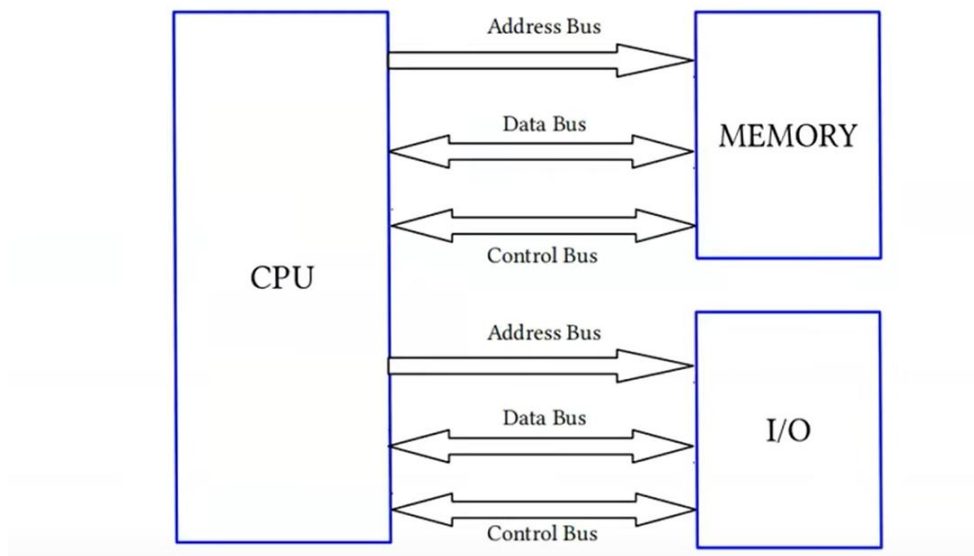 Address Bus
Data Bus
MEMORY
Control Bus
CPU
Address Bus
Data Bus
I/O
Control Bus